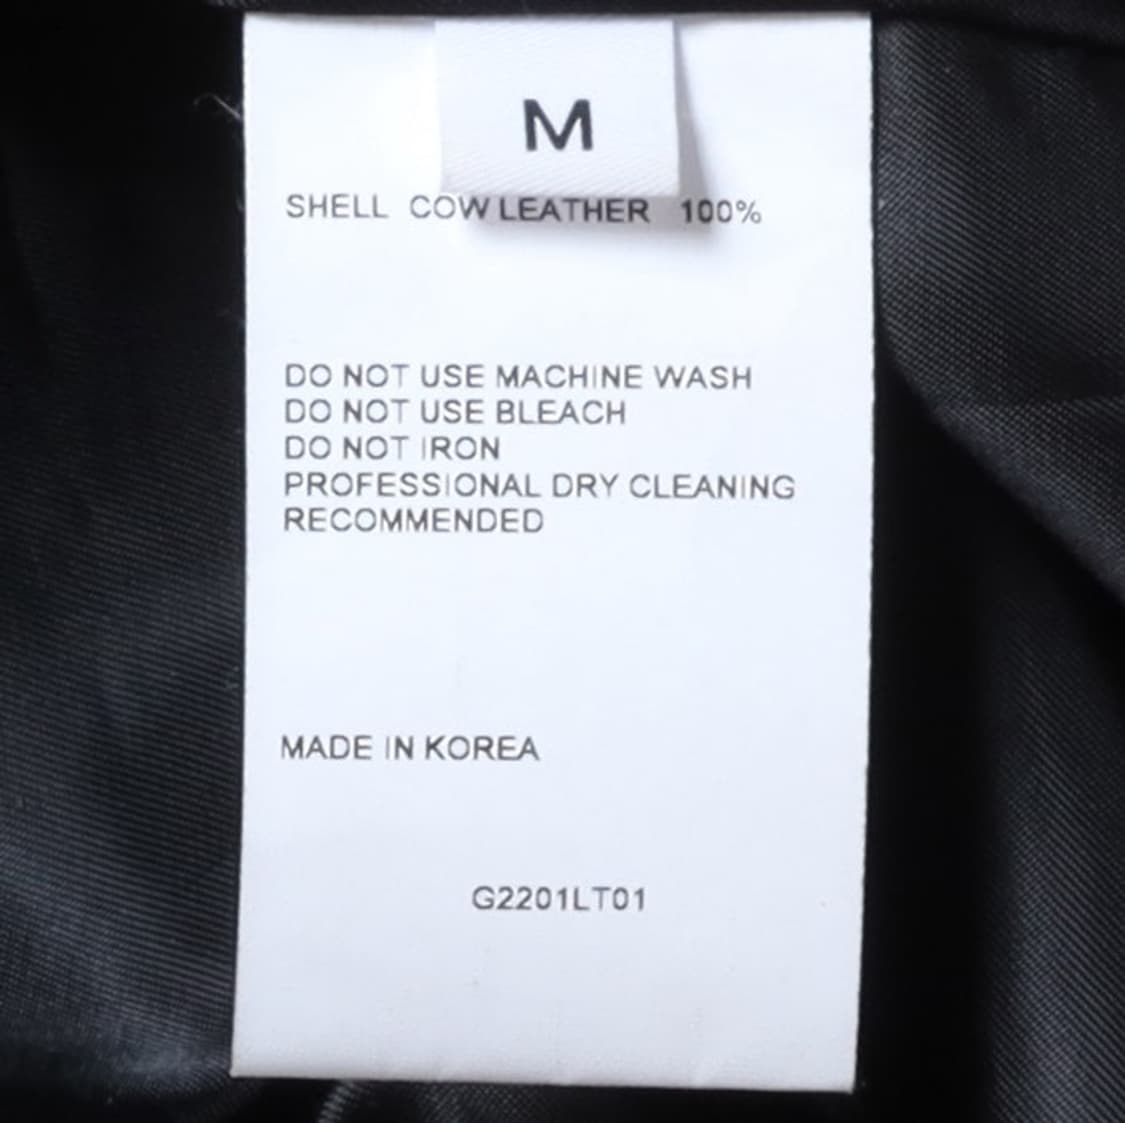 M
SHELL COW LEATHER 100%
DO NOT USE MACHINE WASH
DO NOT USE BLEACH
DO NOT IRON
PROFESSIONAL DRY CLEANING
RECOMMENDED
MADE IN KOREA
G2201LT01